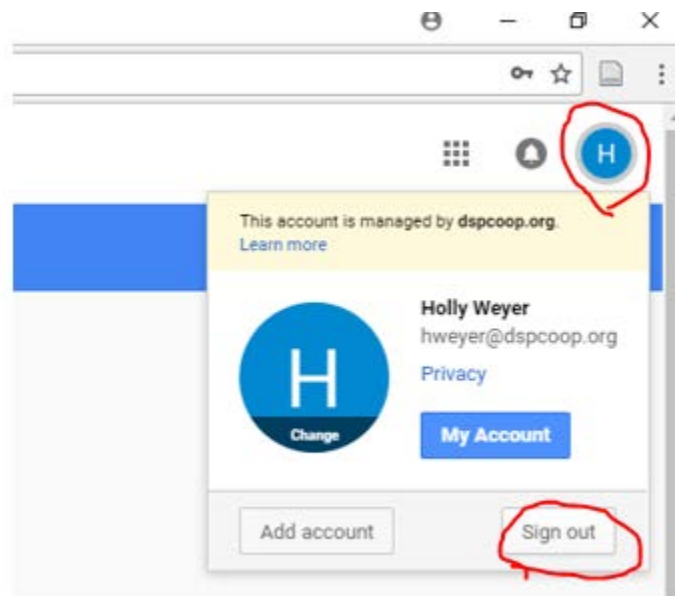 H
This account is managed by dspcoop.org.
Learn more
Holly Weyer
hweyer@dspcoop.org
Privacy
H
Change
My Account
Add account
Sign out